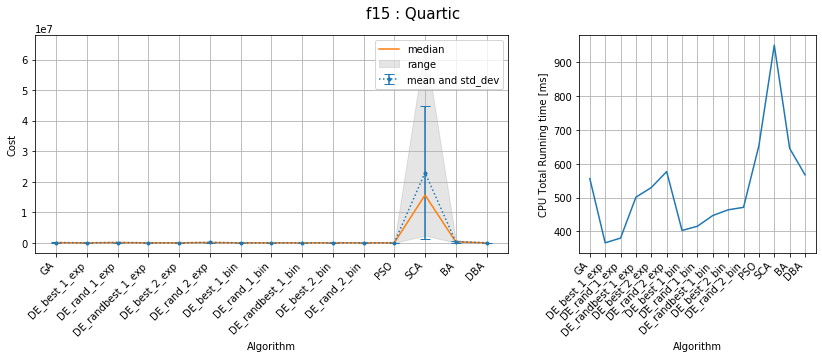 f15 : Quartic
1e7
median
range
mean and std_dev
6
5
4
3
2
1
0
Cost
GA
DE_best_1_exp
DE_rand_1_exp
DE_randbest_1_exp
DE_best_2_exp
DE_rand_2_exp
DE_best_1_bin
DE_rand_1_bin
DE_randbest_1_bin
DE_best_2_bin
DE_rand_2_bin
PSO
SCA
BA
DBA
Algorithm
900
800
700
600
500
400
CPU Total Running time [ms]
GA
DE_best_1_exp
DE_rand_1_exp
DE_randbest_1_exp
DE_best_2_exp
DE_rand_2_exp
DE_best_1_bin
DE_rand_1_bin
DE_randbest_1_bin
DE_best_2_bin
DE_rand_2_bin
PSO
SCA
BA
DBA
Algorithm